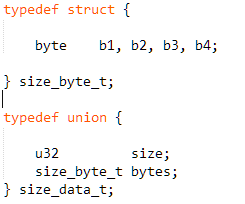 typedef struct {
byte b1, b2, b3, b4;
} size_byte_t;
typedef union {
u32 size;
size_byte_t bytes;
} size_data_t;